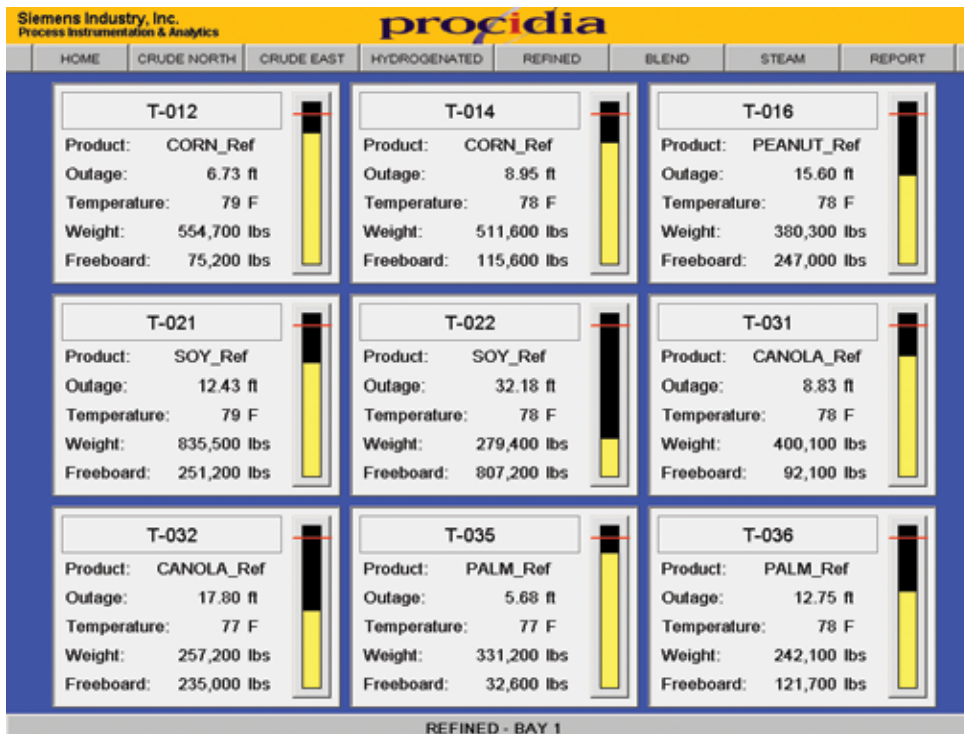 Siemens Industry, Inc.
Process Instrumentation & Analytics
procidia
HOME CRUDE NORTH CRUDE EAST HYDROGENATED REFINED BLEND STEAM REPORT
T-012
Product: CORN_Ref
Outage: 6.73 ft
Temperature: 79 F
Weight: 554,700 lbs
Freeboard: 75,200 lbs
T-014
Product: CORN_Ref
Outage: 8.95 ft
Temperature: 78 F
Weight: 511,600 lbs
Freeboard: 115,600 lbs
T-016
Product: PEANUT_Ref
Outage: 15.60 ft
Temperature: 78 F
Weight: 380,300 lbs
Freeboard: 247,000 lbs
T-021
Product: SOY_Ref
Outage: 12.43 ft
Temperature: 79 F
Weight: 835,500 lbs
Freeboard: 251,200 lbs
T-022
Product: SOY_Ref
Outage: 32.18 ft
Temperature: 78 F
Weight: 279,400 lbs
Freeboard: 807,200 lbs
T-031
Product: CANOLA_Ref
Outage: 8.83 ft
Temperature: 78 F
Weight: 400,100 lbs
Freeboard: 92,100 lbs
T-032
Product: CANOLA_Ref
Outage: 17.80 ft
Temperature: 77 F
Weight: 257,200 lbs
Freeboard: 235,000 lbs
T-035
Product: PALM_Ref
Outage: 5.68 ft
Temperature: 77 F
Weight: 331,200 lbs
Freeboard: 32,600 lbs
T-036
Product: PALM_Ref
Outage: 12.75 ft
Temperature: 78 F
Weight: 242,100 lbs
Freeboard: 121,700 lbs
REFINED - BAY 1